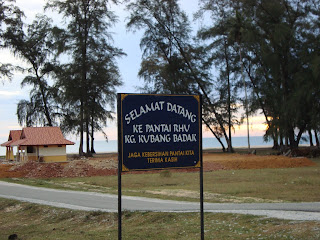 SELAMAT DATANG
KE PANTAI RHU
KG. KUBANG BADAK
JAGA KEBERSIHAN PANTAI KITA
TERIMA KASIH